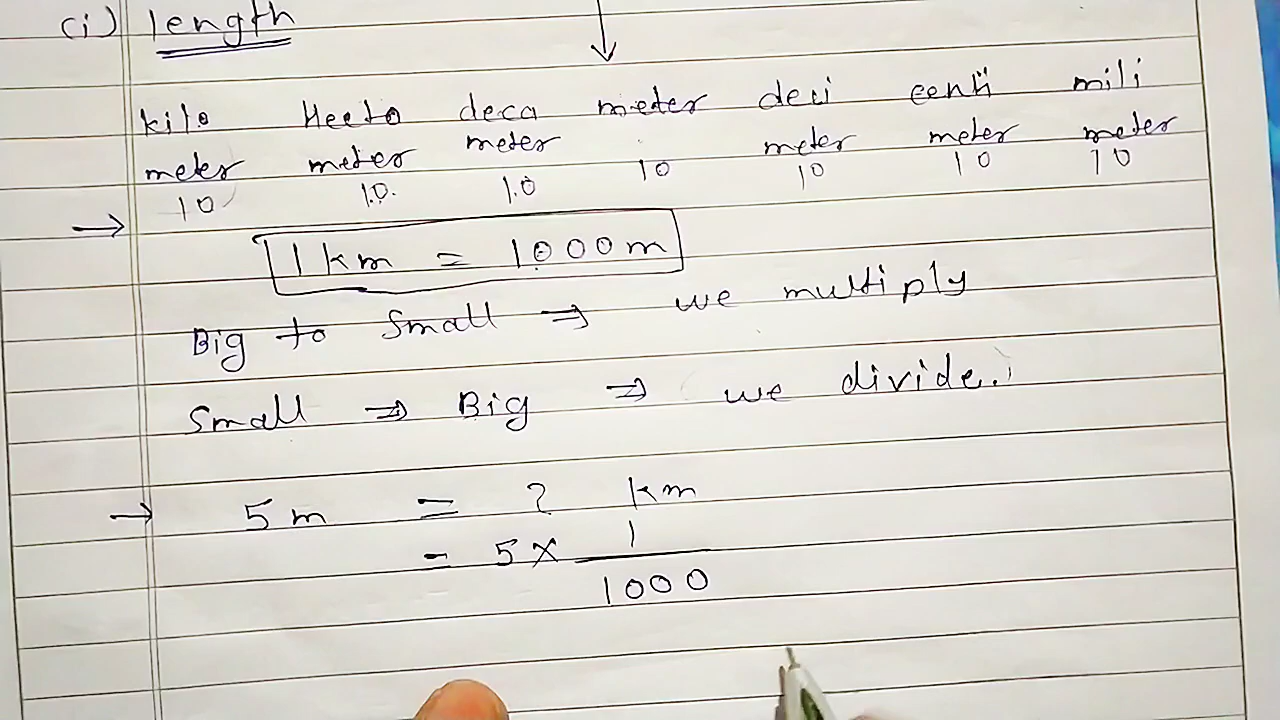 (i) length
kilo Hecto deca meter deci centi mili
meter meter meter meter meter meter
10 10 10 10 10 10 10
1 km = 1000 m
Big to Small ⇒ we multiply
Small ⇒ Big ⇒ we divide.
→ 5 m = ? km
= 5 × 1
1000